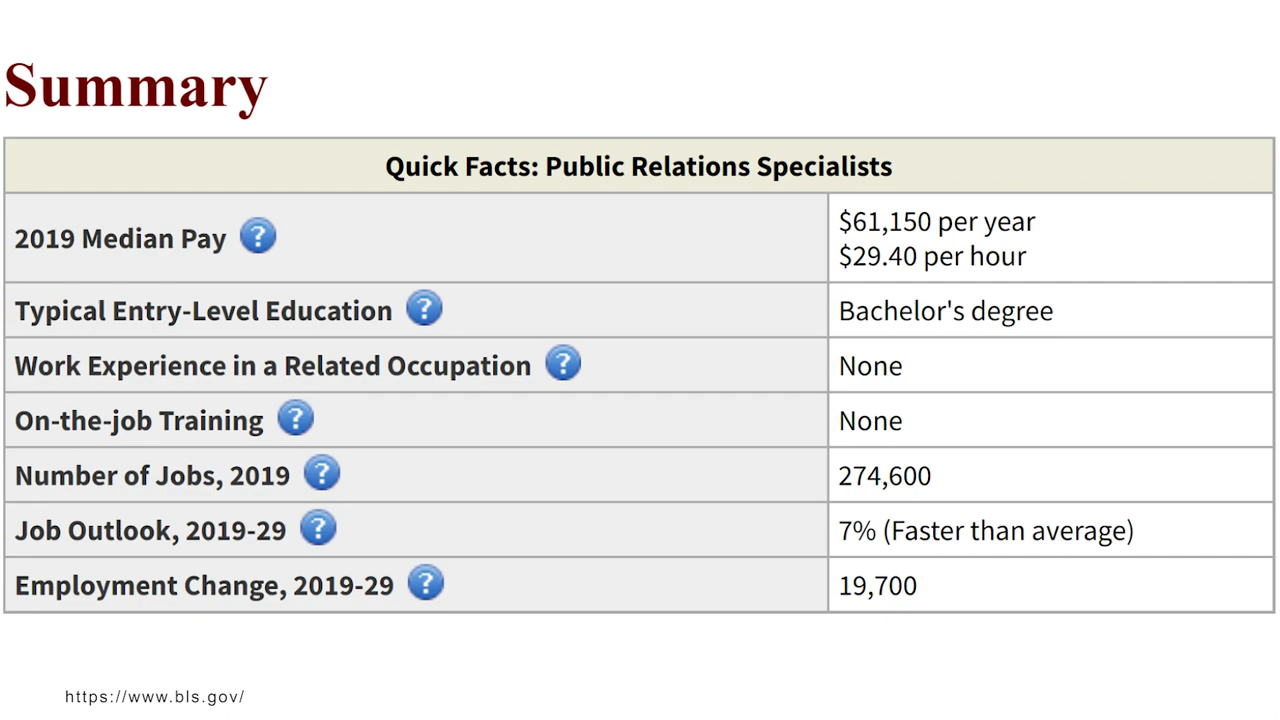 Summary
Quick Facts: Public Relations Specialists
2019 Median Pay ?
$61,150 per year
$29.40 per hour
Typical Entry-Level Education ?
Bachelor's degree
Work Experience in a Related Occupation ?
None
On-the-job Training ?
None
Number of Jobs, 2019 ?
274,600
Job Outlook, 2019-29 ?
7% (Faster than average)
Employment Change, 2019-29 ?
19,700
https://www.bls.gov/